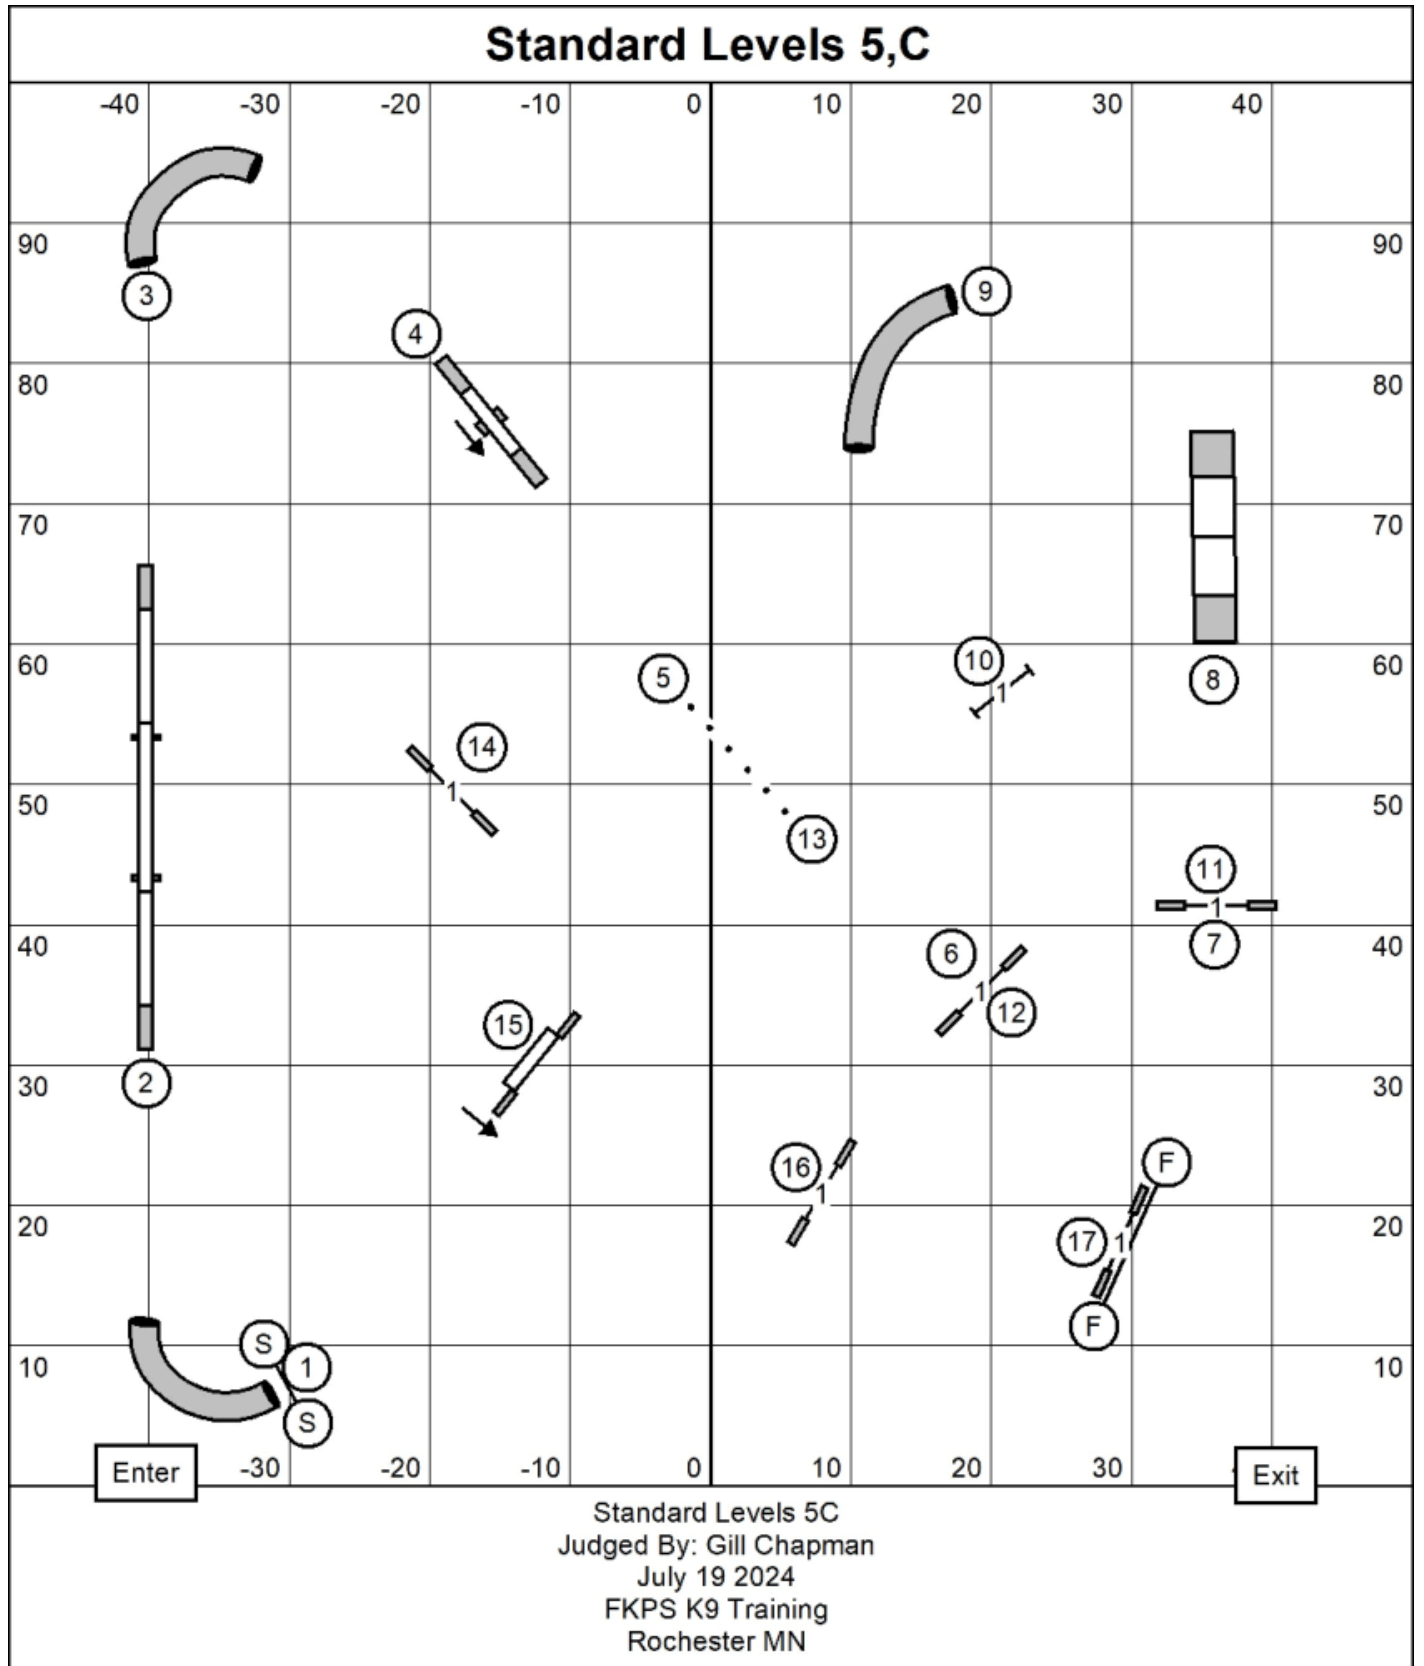 Standard Levels 5,C
-40 -30 -20 -10 0 10 20 30 40
90 90
3
9
4
80 80
70 70
5
10
60 60
8
14
50 50
13
11
40 40
6
7
15
12
30 30
2
16
F
20 20
17
F
S
1
10 10
S
Enter -30 -20 -10 0 10 20 30 Exit
1
1
1
1
1
1
Standard Levels 5C
Judged By: Gill Chapman
July 19 2024
FKPS K9 Training
Rochester MN